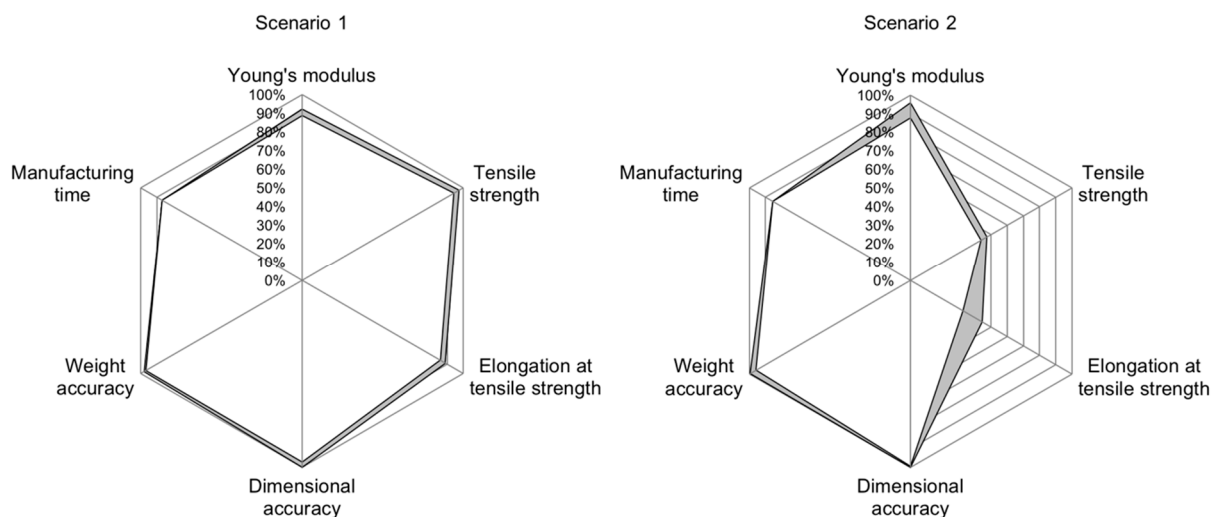 Scenario 1
Young's modulus
100%
90%
80%
70%
60%
50%
40%
30%
20%
10%
0%
Manufacturing
time
Tensile
strength
Weight
accuracy
Elongation at
tensile strength
Dimensional
accuracy
Scenario 2
Young's modulus
100%
90%
80%
70%
60%
50%
40%
30%
20%
10%
0%
Manufacturing
time
Tensile
strength
Weight
accuracy
Elongation at
tensile strength
Dimensional
accuracy